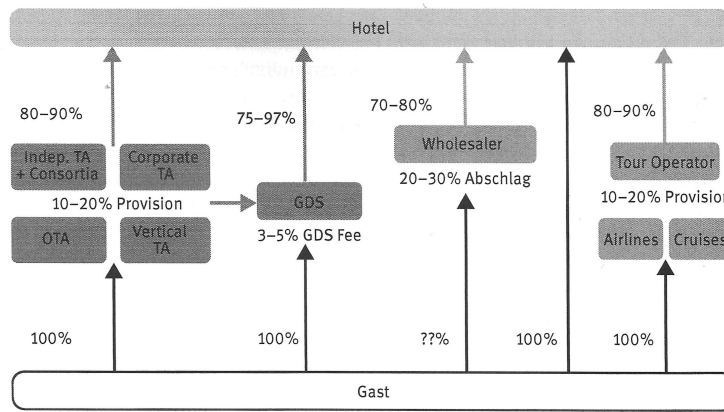 Hotel
80–90%
75–97%
70–80%
80–90%
Indep. TA
+ Consortia
Corporate
TA
Wholesaler
Tour Operator
10–20% Provision
GDS
20–30% Abschlag
10–20% Provision
OTA
Vertical
TA
3–5% GDS Fee
Airlines
Cruises
100%
100%
??%
100%
100%
Gast